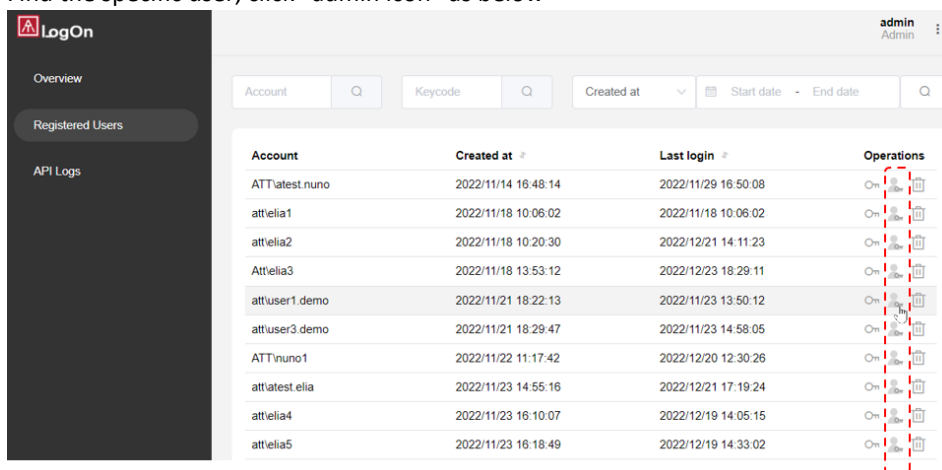 Find the specific user, click "admin icon" as below
LogOn
admin
Admin
Overview
Account Keycode Created at Start date - End date
Registered Users
API Logs
Account Created at Last login Operations
ATT\atest.nuno 2022/11/14 16:48:14 2022/11/29 16:50:08
att\elia1 2022/11/18 10:06:02 2022/11/18 10:06:02
att\elia2 2022/11/18 10:20:30 2022/12/21 14:11:23
Att\elia3 2022/11/18 13:53:12 2022/12/23 18:29:11
att\user1.demo 2022/11/21 18:22:13 2022/11/23 13:50:12
att\user3.demo 2022/11/21 18:29:47 2022/11/23 14:58:05
ATT\nuno1 2022/11/22 11:17:42 2022/12/20 12:30:26
att\atest.elia 2022/11/23 14:55:16 2022/12/21 17:19:24
att\elia4 2022/11/23 16:10:07 2022/12/19 14:05:15
att\elia5 2022/11/23 16:18:49 2022/12/19 14:33:02